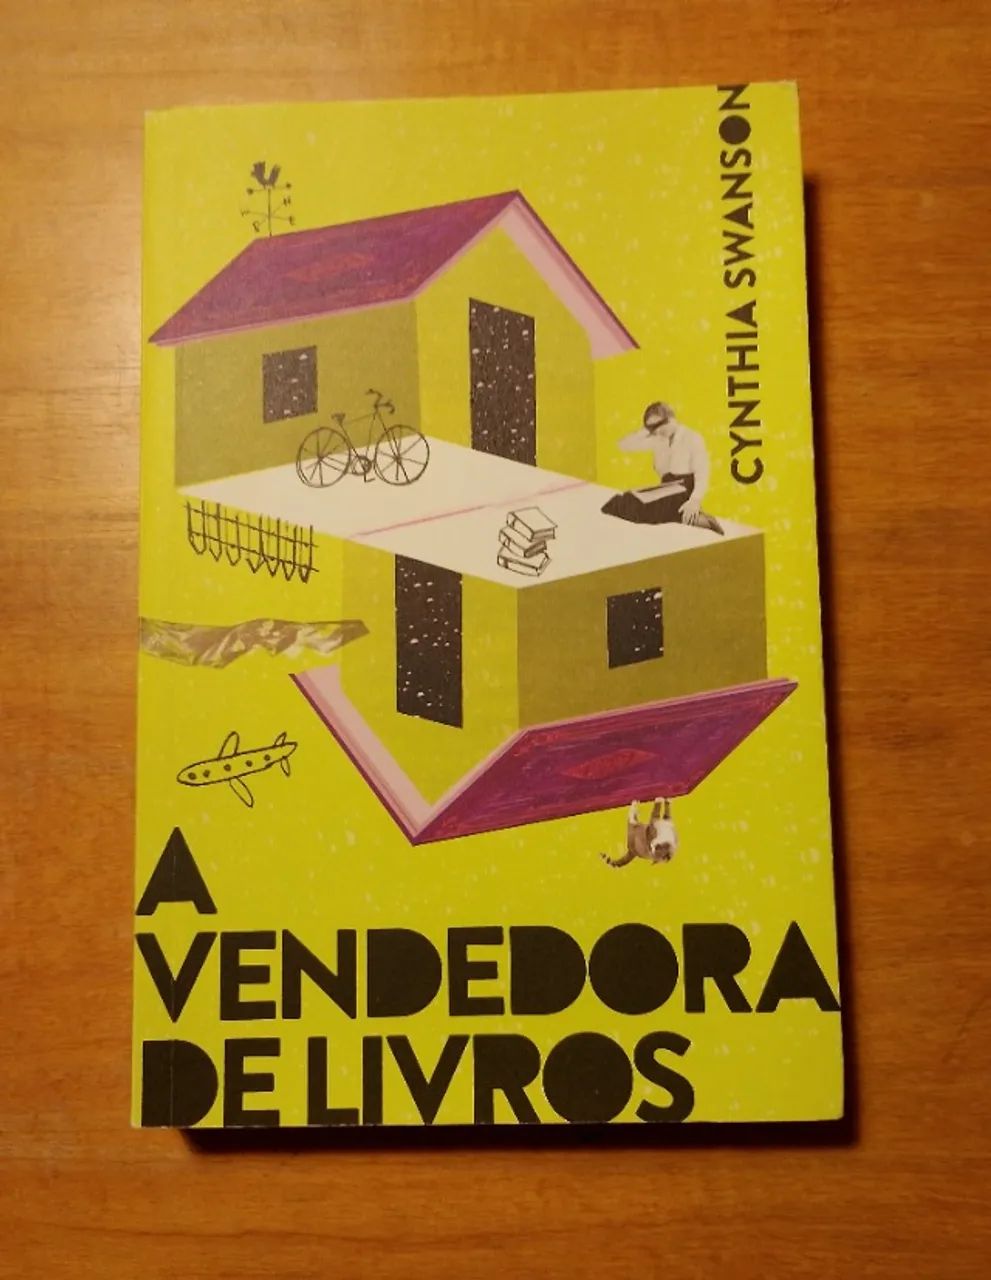 CYNTHIA SWANSON
A
VENDEDORA
DE LIVROS